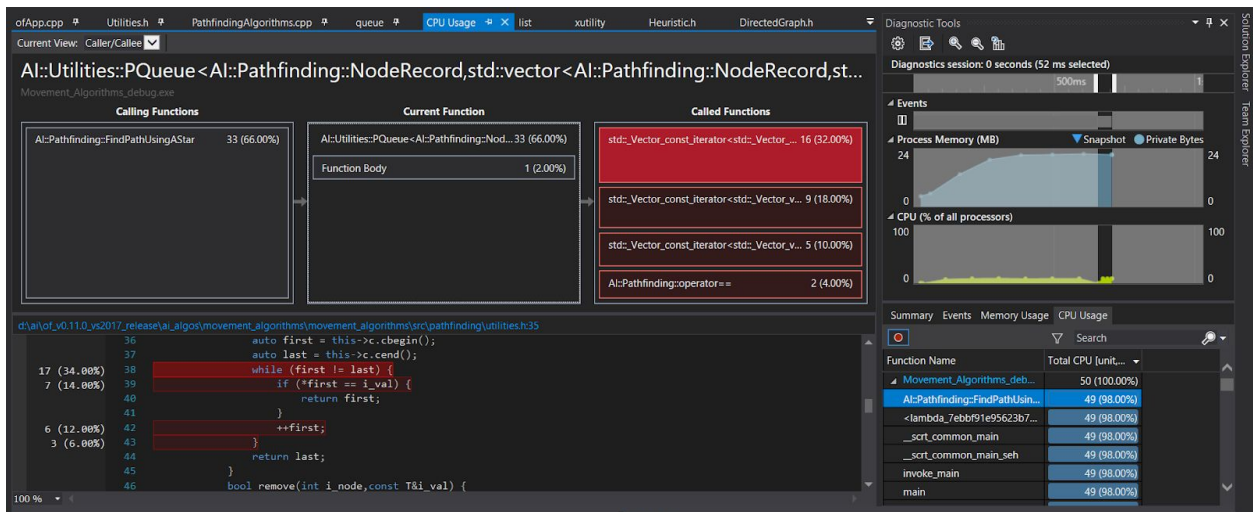 ofApp.cpp Utilities.h PathfindingAlgorithms.cpp queue CPU Usage list xutility Heuristic.h DirectedGraph.h
Current View: Caller/Callee
AI::Utilities::PQueue<AI::Pathfinding::NodeRecord,std::vector<AI::Pathfinding::NodeRecord,st...
Movement_Algorithms_debug.exe
Calling Functions Current Function Called Functions
AI::Pathfinding::FindPathUsingAStar 33 (66.00%)
AI::Utilities::PQueue<AI::Pathfinding::Nod... 33 (66.00%)
Function Body 1 (2.00%)
std::_Vector_const_iterator<std::_Vector_... 16 (32.00%)
std::_Vector_const_iterator<std::_Vector_v... 9 (18.00%)
std::_Vector_const_iterator<std::_Vector_v... 5 (10.00%)
AI::Pathfinding::operator== 2 (4.00%)
d:\ai\of_v0.11.0_vs2017_release\ai_algos\movement_algorithms\movement_algorithms\src\pathfinding\utilities.h:35
36 auto first = this->c.cbegin();
37 auto last = this->c.cend();
17 (34.00%) 38 while (first != last) {
7 (14.00%) 39 if (*first == i_val) {
40 return first;
41 }
6 (12.00%) 42 ++first;
3 (6.00%) 43 }
44 return last;
45 }
46 bool remove(int i_node,const T&i_val) {
100 %
Diagnostic Tools
Diagnostics session: 0 seconds (52 ms selected)
500ms 1
Events
Process Memory (MB) Snapshot Private Bytes
24 24
0 0
CPU (% of all processors)
100 100
0 0
Summary Events Memory Usage CPU Usage
Search
Function Name Total CPU [unit,...
Movement_Algorithms_deb... 50 (100.00%)
AI::Pathfinding::FindPathUsin... 49 (98.00%)
<lambda_7ebbf91e95623b7... 49 (98.00%)
__scrt_common_main 49 (98.00%)
__scrt_common_main_seh 49 (98.00%)
invoke_main 49 (98.00%)
main 49 (98.00%)
Solution Explorer
Team Explorer